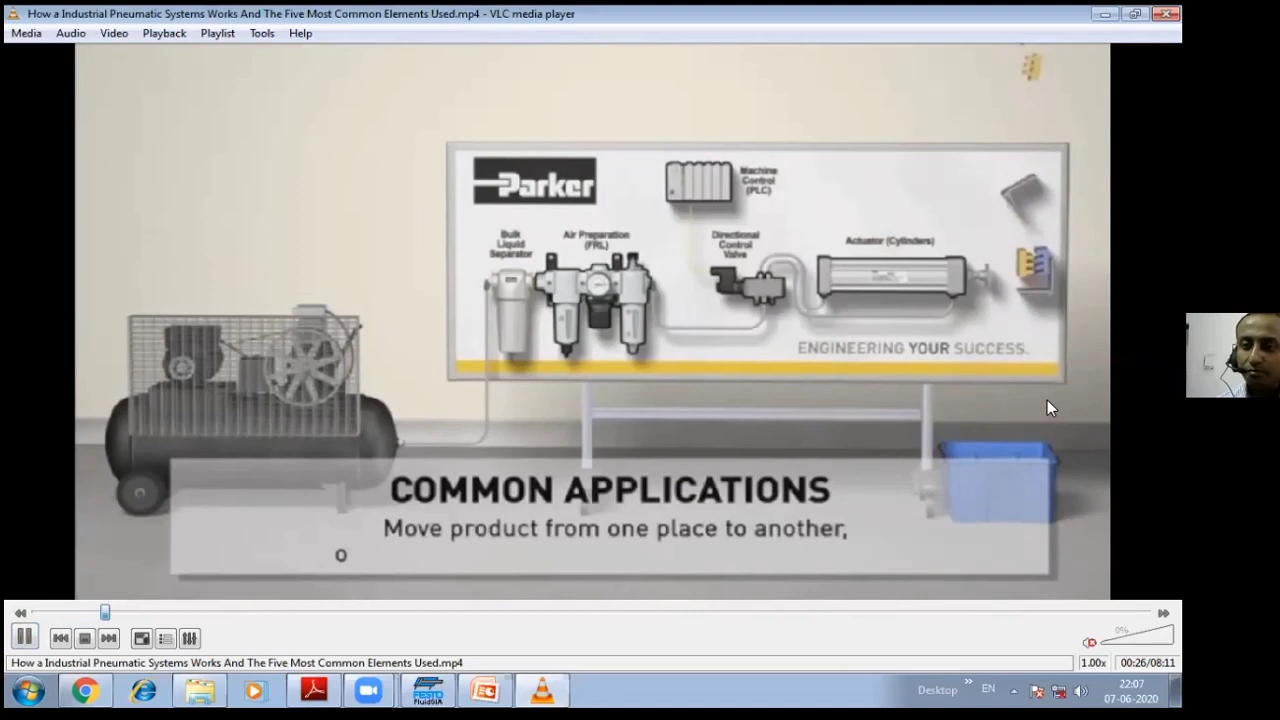 How a Industrial Pneumatic Systems Works And The Five Most Common Elements Used.mp4 - VLC media player
Media Audio Video Playback Playlist Tools Help
Parker
Machine
Control
(PLC)
Bulk
Liquid
Separator
Air Preparation
(FRL)
Directional
Control
Valve
Actuator (Cylinders)
ENGINEERING YOUR SUCCESS.
COMMON APPLICATIONS
Move product from one place to another,
o
0%
How a Industrial Pneumatic Systems Works And The Five Most Common Elements Used.mp4
1.00x 00:26/08:11
FESTO
FluidSIM
Desktop » EN
22:07
07-06-2020